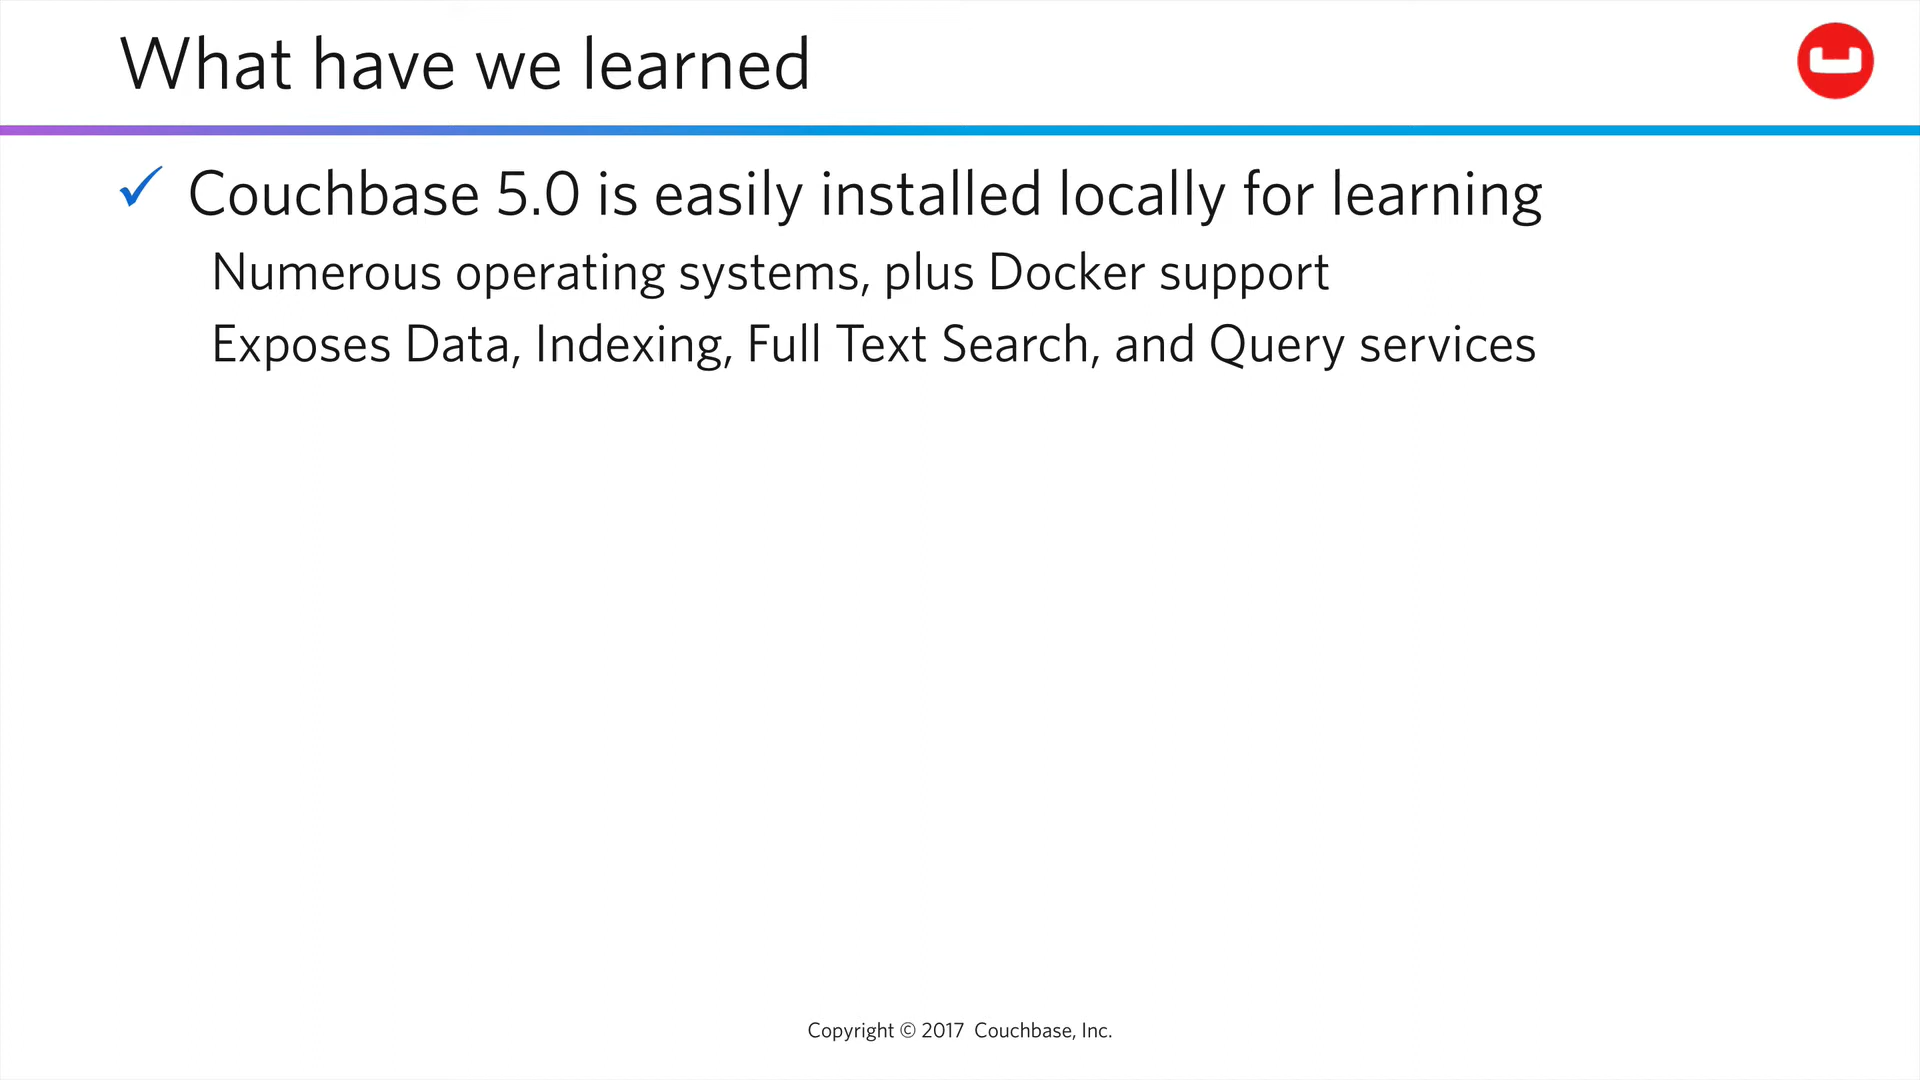 What have we learned
Couchbase 5.0 is easily installed locally for learning
Numerous operating systems, plus Docker support
Exposes Data, Indexing, Full Text Search, and Query services
Copyright © 2017 Couchbase, Inc.